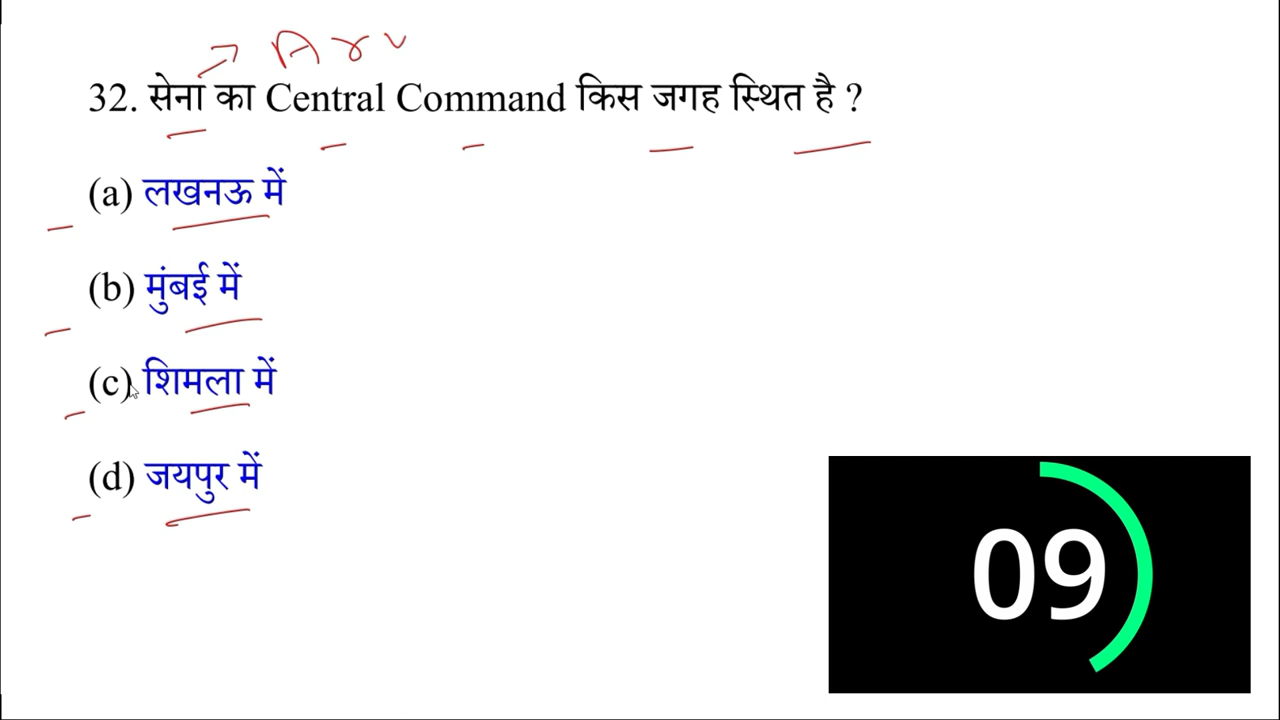 32. सेना का Central Command किस जगह स्थित है ?
(a) लखनऊ में
(b) मुंबई में
(c) शिमला में
(d) जयपुर में
09